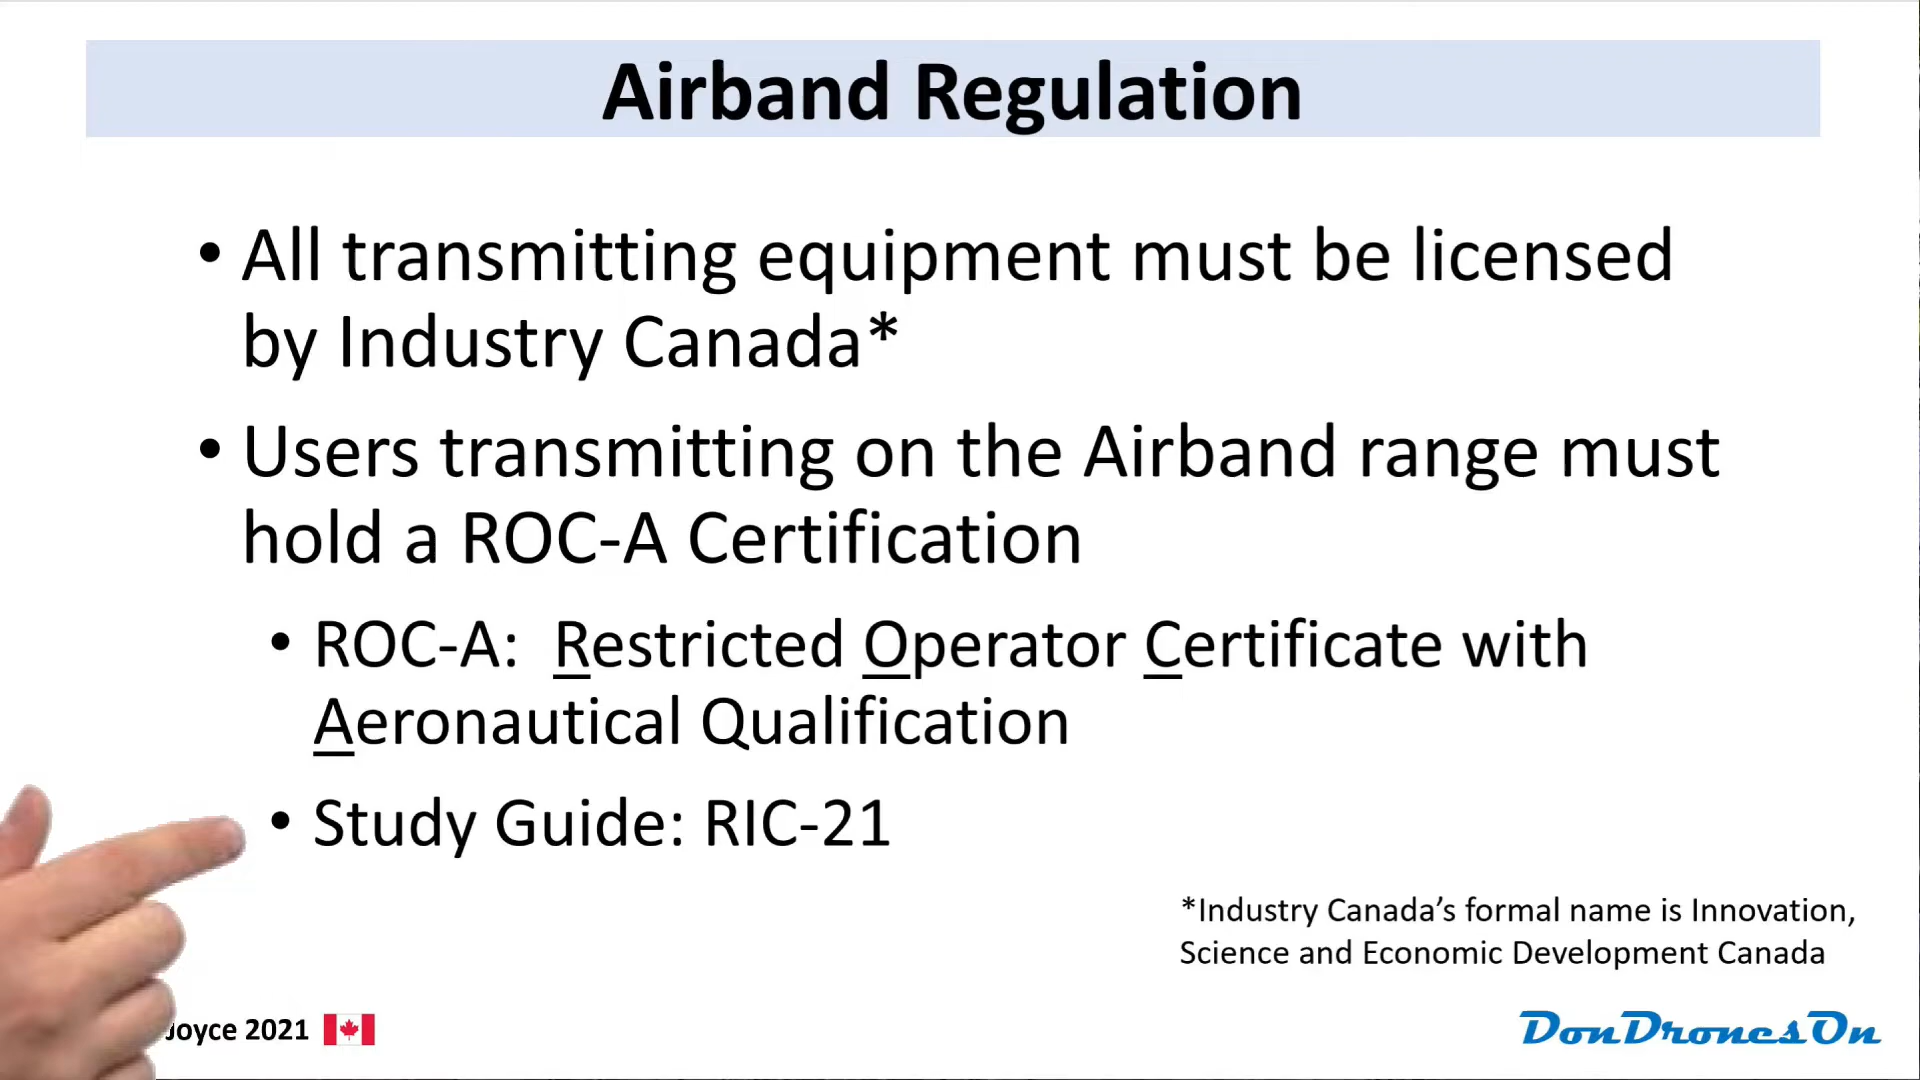 Airband Regulation
• All transmitting equipment must be licensed
by Industry Canada*
• Users transmitting on the Airband range must
hold a ROC-A Certification
• ROC-A: Restricted Operator Certificate with
Aeronautical Qualification
• Study Guide: RIC-21
*Industry Canada's formal name is Innovation,
Science and Economic Development Canada
Joyce 2021
DonDronesOn